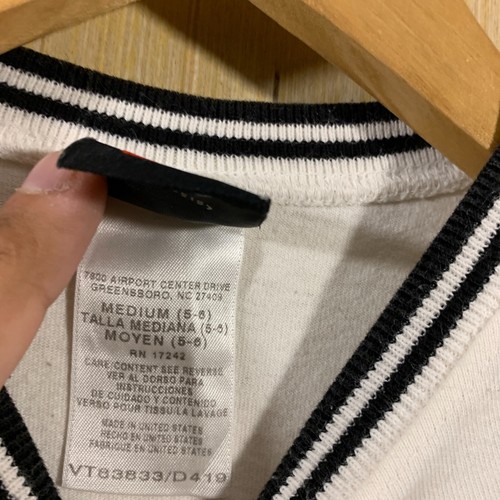 7800 AIRPORT CENTER DRIVE
GREENSBORO, NC 27409
MEDIUM (5-6)
TALLA MEDIANA (5-6)
MOYEN (5-6)
RN 17242
CARE/CONTENT SEE REVERSE
VER AL DORSO PARA
INSTRUCCIONES
DE CUIDADO Y CONTENIDO
VERSO POUR TISSU/LA LAVAGE
MADE IN UNITED STATES
HECHO EN UNITED STATES
FABRIQUE EN UNITED STATES
VT83833/D419